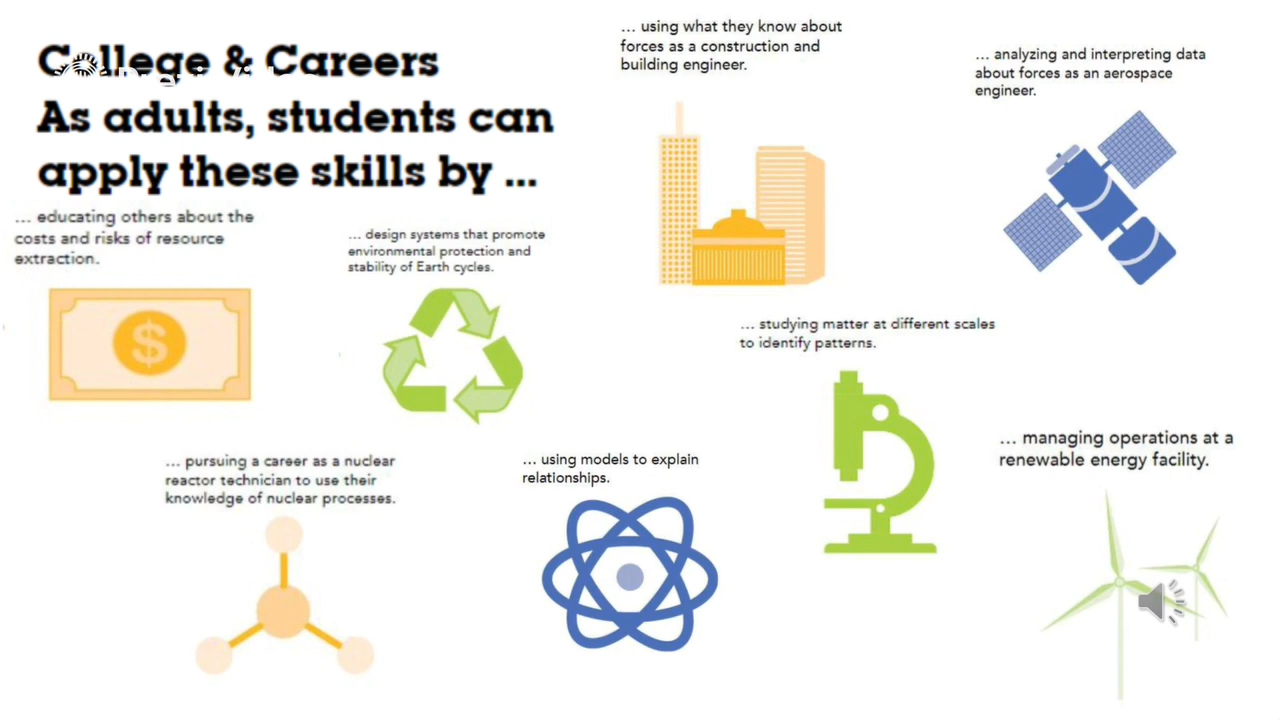 College & Careers
As adults, students can
apply these skills by ...
... using what they know about
forces as a construction and
building engineer.
... analyzing and interpreting data
about forces as an aerospace
engineer.
... educating others about the
costs and risks of resource
extraction.
... design systems that promote
environmental protection and
stability of Earth cycles.
$
... studying matter at different scales
to identify patterns.
... managing operations at a
renewable energy facility.
... pursuing a career as a nuclear
reactor technician to use their
knowledge of nuclear processes.
... using models to explain
relationships.